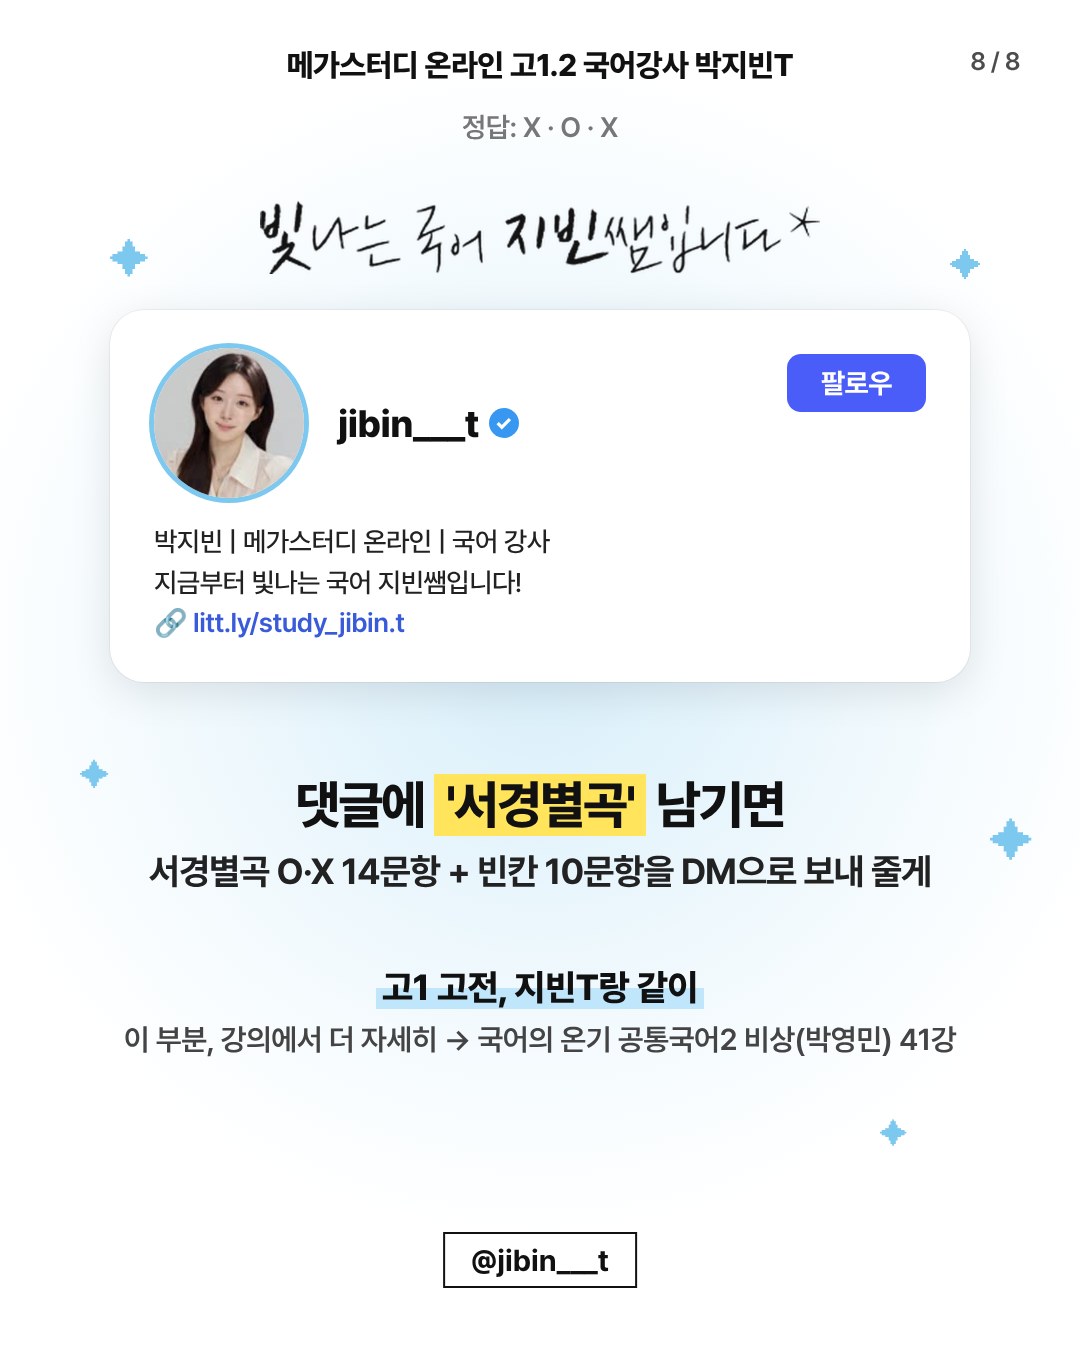 메가스터디 온라인 고1.2 국어강사 박지빈T
8 / 8
정답: X · O · X
빛나는 국어 지빈쌤입니다*
팔로우
jibin___t
박지빈 | 메가스터디 온라인 | 국어 강사
지금부터 빛나는 국어 지빈쌤입니다!
litt.ly/study_jibin.t
댓글에 '서경별곡' 남기면
서경별곡 O·X 14문항 + 빈칸 10문항을 DM으로 보내 줄게
고1 고전, 지빈T랑 같이
이 부분, 강의에서 더 자세히 → 국어의 온기 공통국어2 비상(박영민) 41강
@jibin___t